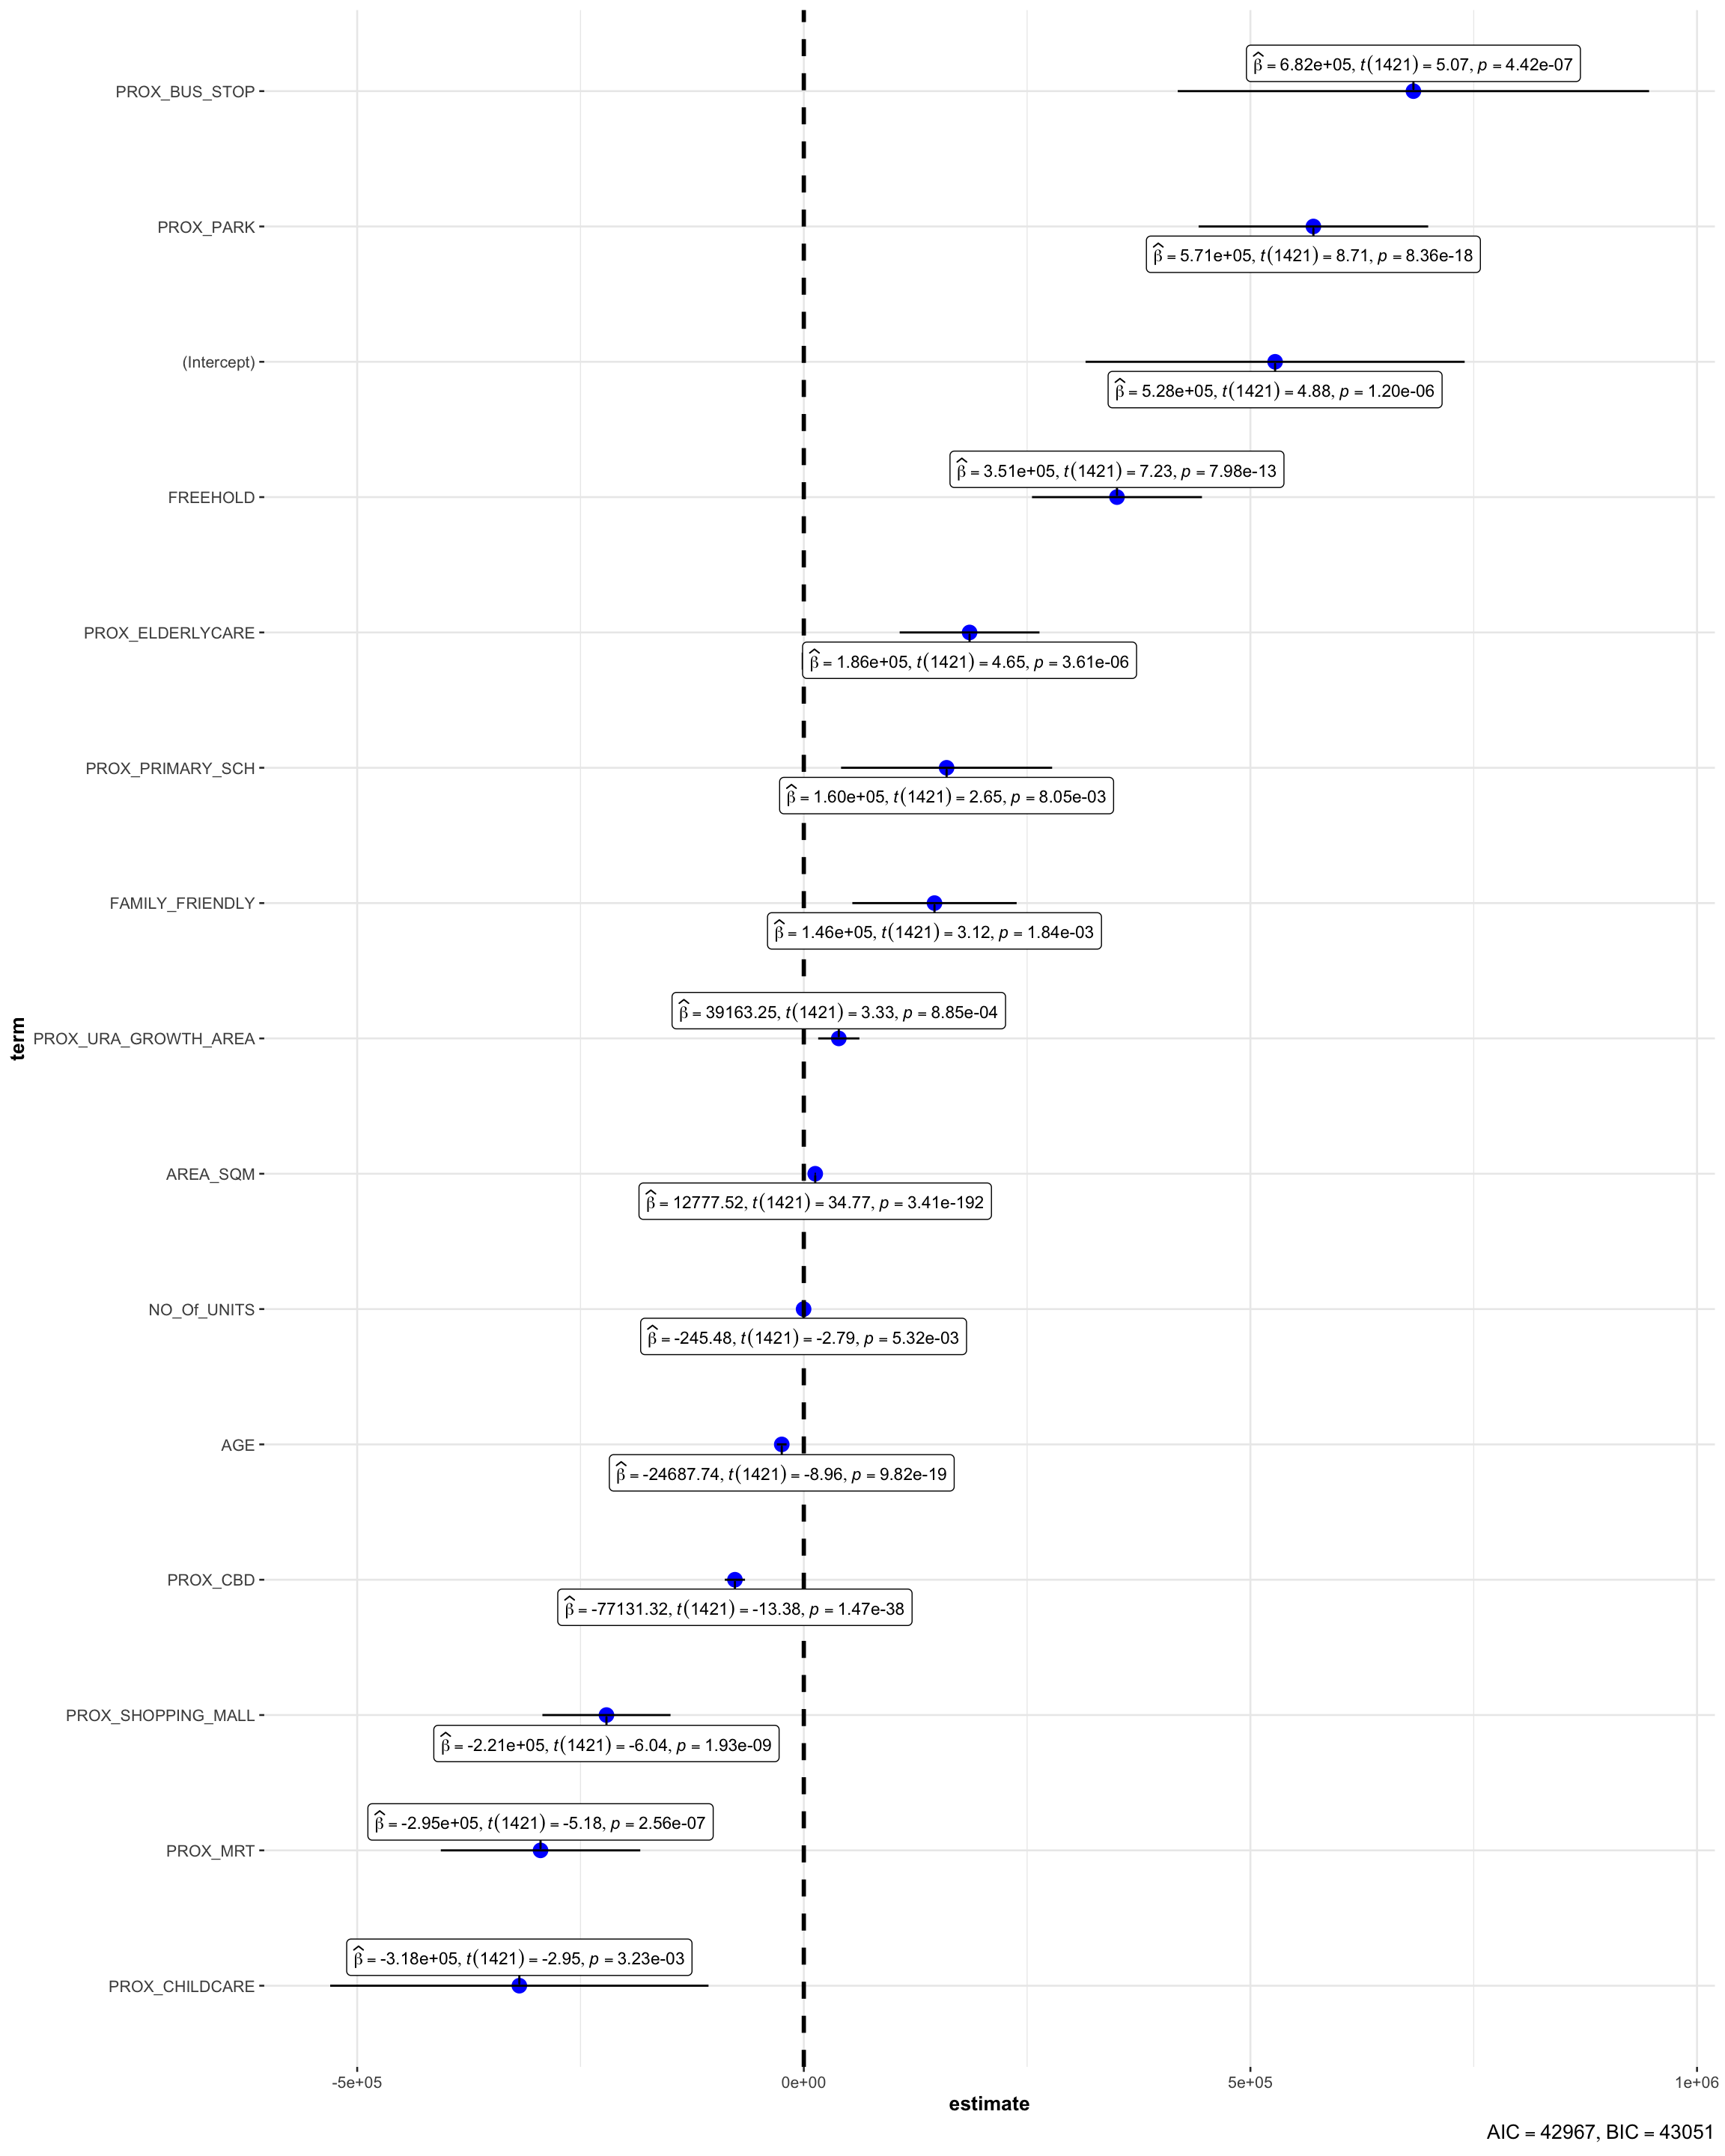 β̂ = 6.82e+05, t(1421) = 5.07, p = 4.42e-07
PROX_BUS_STOP
PROX_PARK
β̂ = 5.71e+05, t(1421) = 8.71, p = 8.36e-18
(Intercept)
β̂ = 5.28e+05, t(1421) = 4.88, p = 1.20e-06
β̂ = 3.51e+05, t(1421) = 7.23, p = 7.98e-13
FREEHOLD
PROX_ELDERLYCARE
β̂ = 1.86e+05, t(1421) = 4.65, p = 3.61e-06
PROX_PRIMARY_SCH
β̂ = 1.60e+05, t(1421) = 2.65, p = 8.05e-03
FAMILY_FRIENDLY
β̂ = 1.46e+05, t(1421) = 3.12, p = 1.84e-03
β̂ = 39163.25, t(1421) = 3.33, p = 8.85e-04
term
PROX_URA_GROWTH_AREA
AREA_SQM
β̂ = 12777.52, t(1421) = 34.77, p = 3.41e-192
NO_Of_UNITS
β̂ = -245.48, t(1421) = -2.79, p = 5.32e-03
AGE
β̂ = -24687.74, t(1421) = -8.96, p = 9.82e-19
PROX_CBD
β̂ = -77131.32, t(1421) = -13.38, p = 1.47e-38
PROX_SHOPPING_MALL
β̂ = -2.21e+05, t(1421) = -6.04, p = 1.93e-09
β̂ = -2.95e+05, t(1421) = -5.18, p = 2.56e-07
PROX_MRT
β̂ = -3.18e+05, t(1421) = -2.95, p = 3.23e-03
PROX_CHILDCARE
-5e+05 0e+00 5e+05 1e+06
estimate
AIC = 42967, BIC = 43051